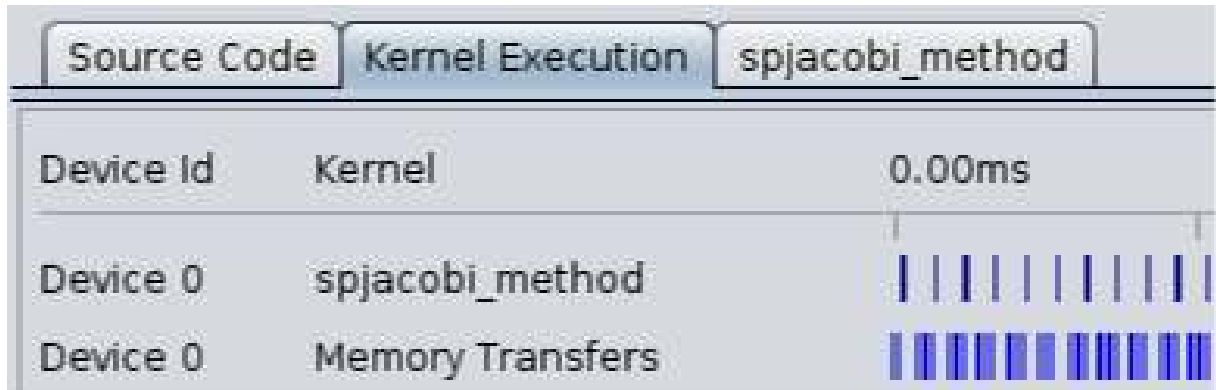 Source Code Kernel Execution spjacobi_method
Device Id Kernel 0.00ms
Device 0 spjacobi_method
Device 0 Memory Transfers